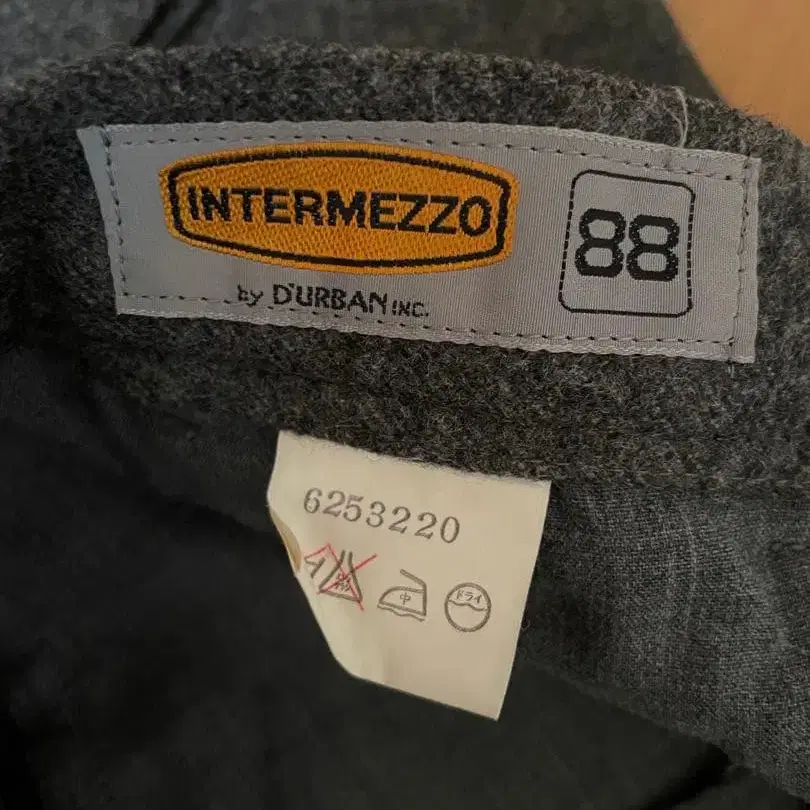 INTERMEZZO
by D'URBAN INC.
88
6253220
中
ドライ